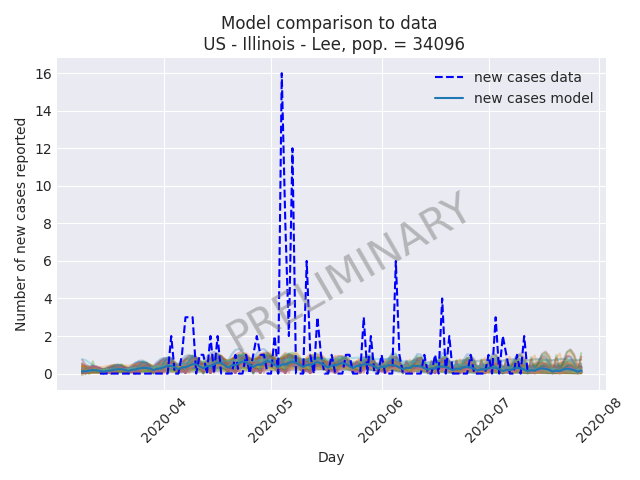 Model comparison to data
US - Illinois - Lee, pop. = 34096
Number of new cases reported
16
14
12
10
8
6
4
2
0
new cases data
new cases model
PRELIMINARY
2020-04
2020-05
2020-06
2020-07
2020-08
Day